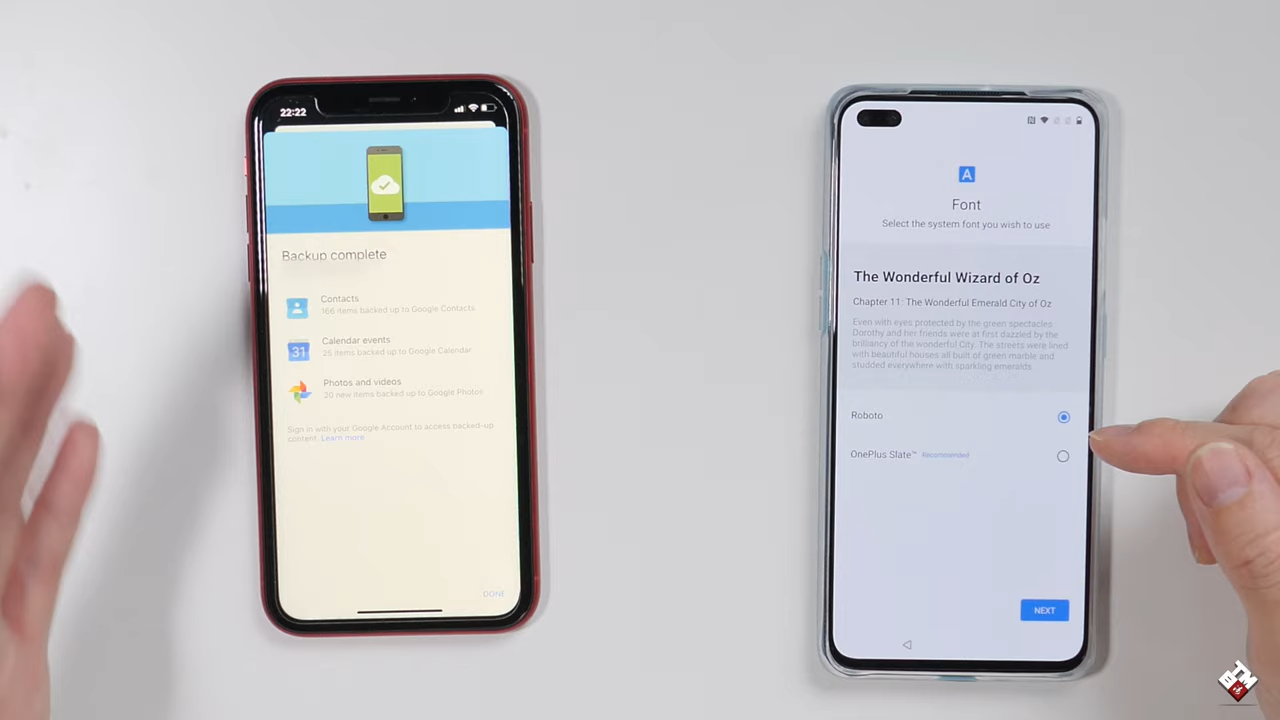 22:22
Backup complete
Contacts
166 items backed up to Google Contacts
31
Calendar events
25 items backed up to Google Calendar
Photos and videos
20 new items backed up to Google Photos
Sign in with your Google Account to access backed-up
content. Learn more
DONE
A
Font
Select the system font you wish to use
The Wonderful Wizard of Oz
Chapter 11: The Wonderful Emerald City of Oz
Even with eyes protected by the green spectacles
Dorothy and her friends were at first dazzled by the
brilliancy of the wonderful City. The streets were lined
with beautiful houses all built of green marble and
studded everywhere with sparkling emeralds.
Roboto
OnePlus Slate™ Recommended
NEXT